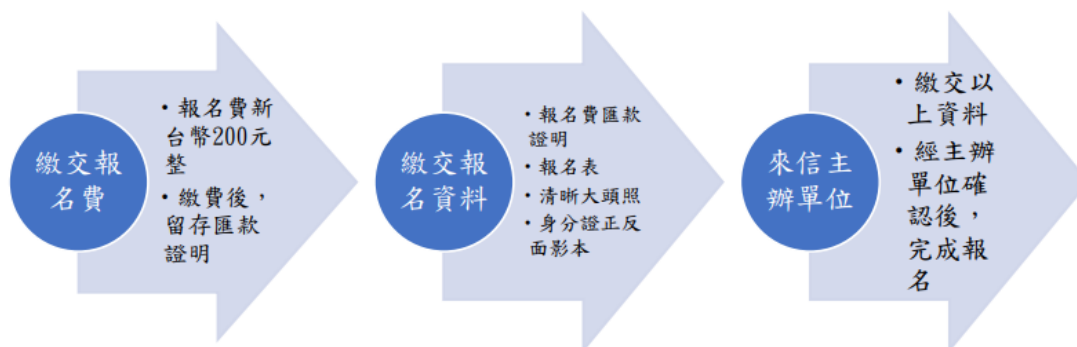 繳交報
名費
• 報名費新
台幣200元
整
• 繳費後，
留存匯款
證明
繳交報
名資料
• 報名費匯款
證明
• 報名表
• 清晰大頭照
• 身分證正反
面影本
來信主
辦單位
• 繳交以
上資料
• 經主辦
單位確
認後，
完成報
名